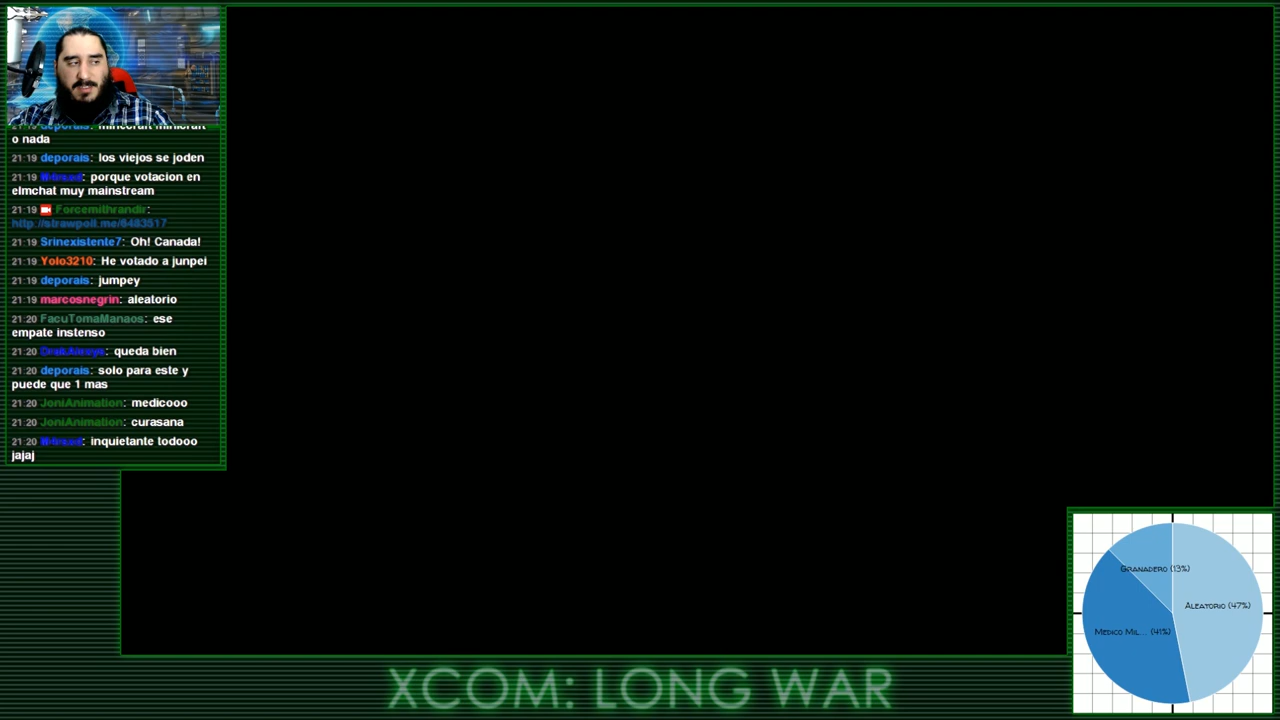 o nada
21:19 deporais: los viejos se joden
21:19 : porque votacion en
elmchat muy mainstream
21:19 Forcemithrandir:
http://strawpoll.me/6483517
21:19 Srinexistente7: Oh! Canada!
21:19 Yolo3210: He votado a junpei
21:19 deporais: jumpey
21:19 marcosnegrin: aleatorio
21:20 FacuTomaManaos: ese
empate instenso
21:20 : queda bien
21:20 deporais: solo para este y
puede que 1 mas
21:20 JoniAnimation: medicooo
21:20 JoniAnimation: curasana
21:20 : inquietante todooo
jajaj
Granadero (13%)
Aleatorio (47%)
Medico Mil... (41%)
XCOM: LONG WAR